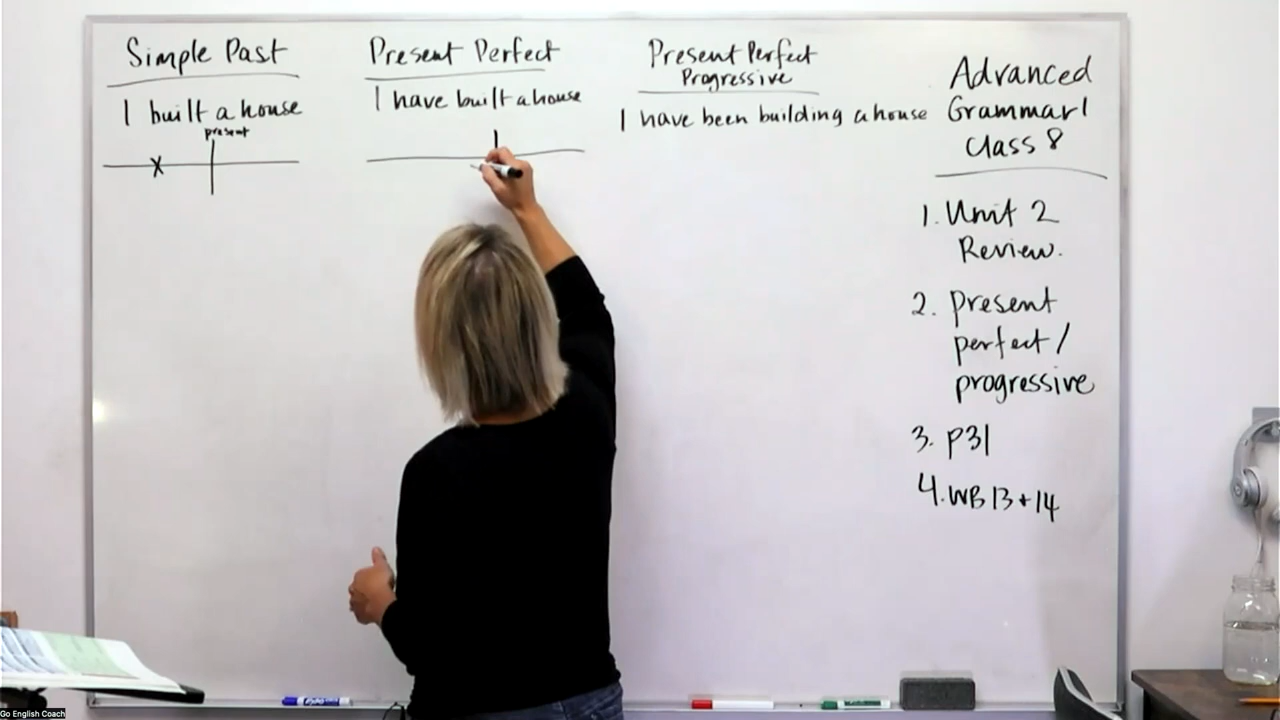 Simple Past
I built a house
present
X
Present Perfect
I have built a house
Present Perfect
Progressive
I have been building a house
Advanced
Grammar 1
Class 8
1. Unit 2
Review.
2. Present
perfect/
progressive
3. P31
4. WB 13 + 14
Go English Coach